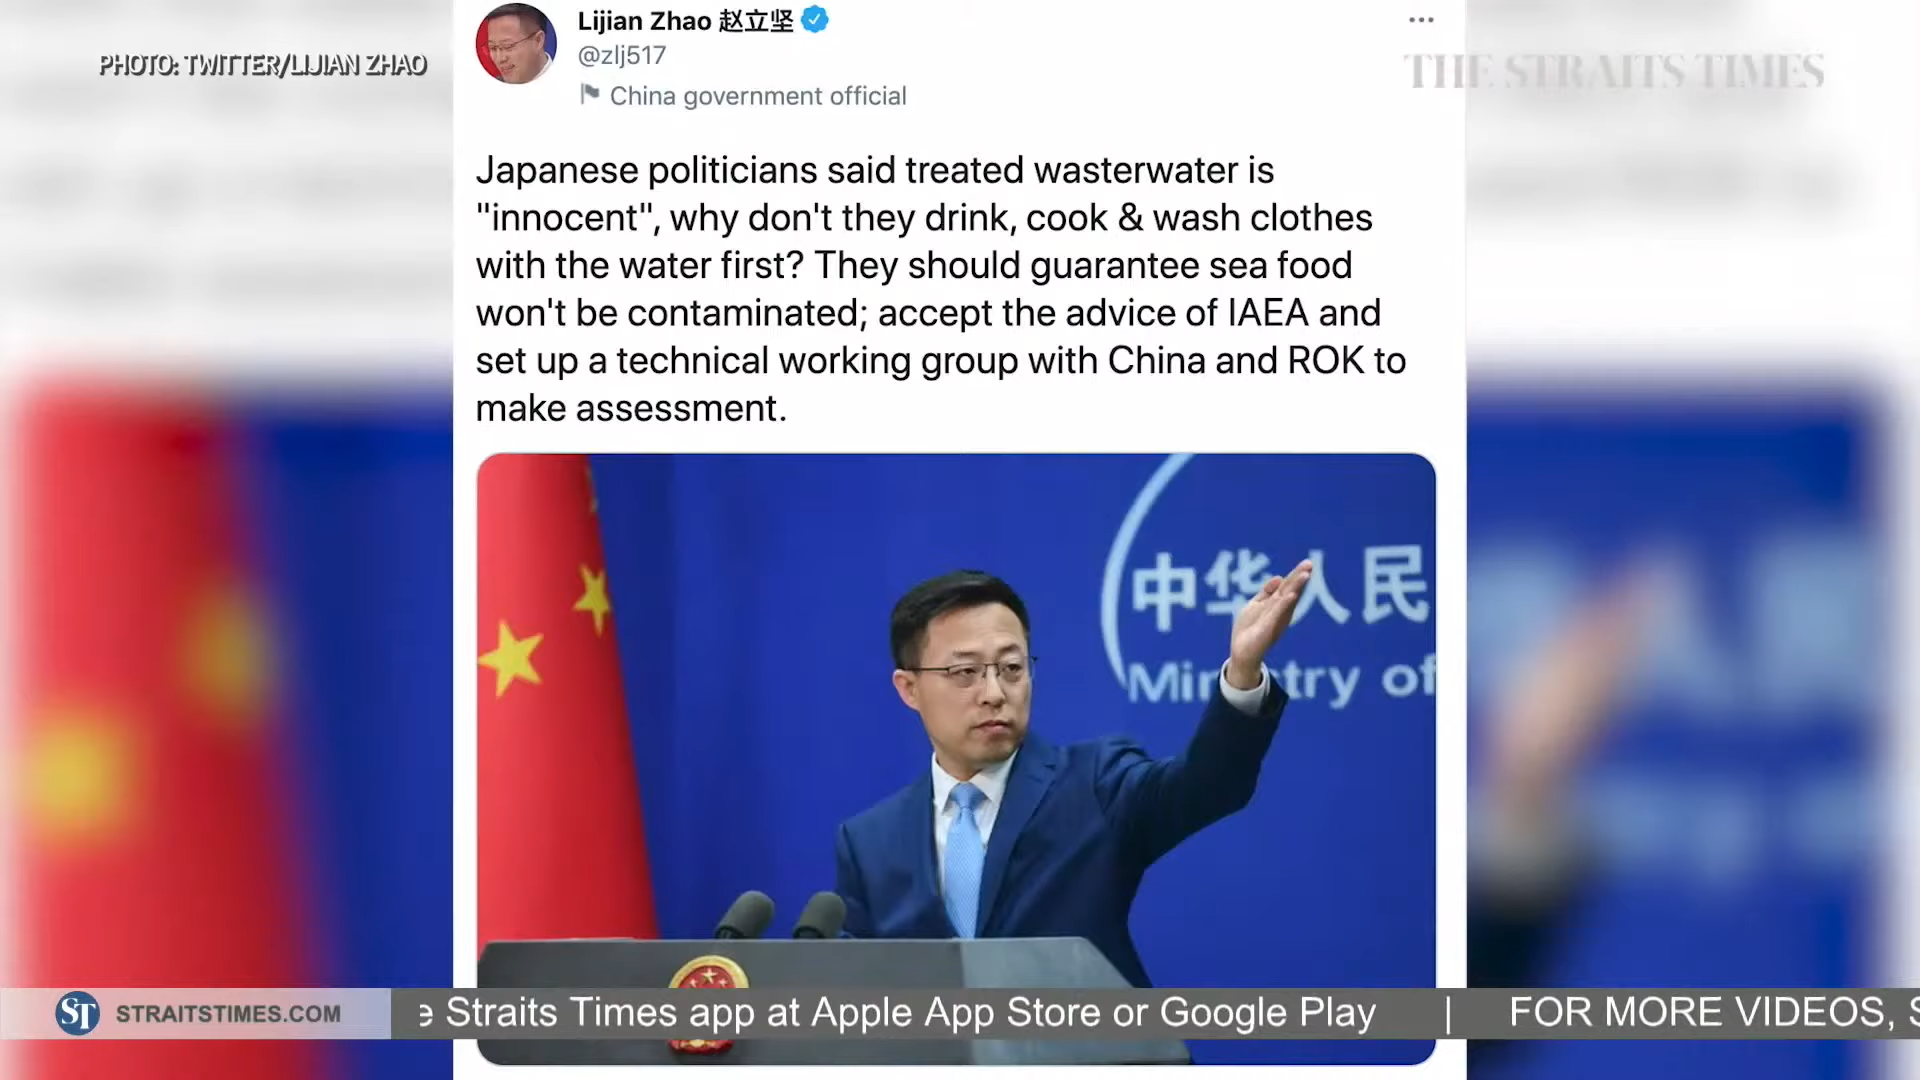 PHOTO: TWITTER/LIJIAN ZHAO
THE STRAITS TIMES
Lijian Zhao 赵立坚
@zlj517
China government official
Japanese politicians said treated wasterwater is
"innocent", why don't they drink, cook & wash clothes
with the water first? They should guarantee sea food
won't be contaminated; accept the advice of IAEA and
set up a technical working group with China and ROK to
make assessment.
中华人民
Ministry of
ST STRAITSTIMES.COM
e Straits Times app at Apple App Store or Google Play | FOR MORE VIDEOS, S